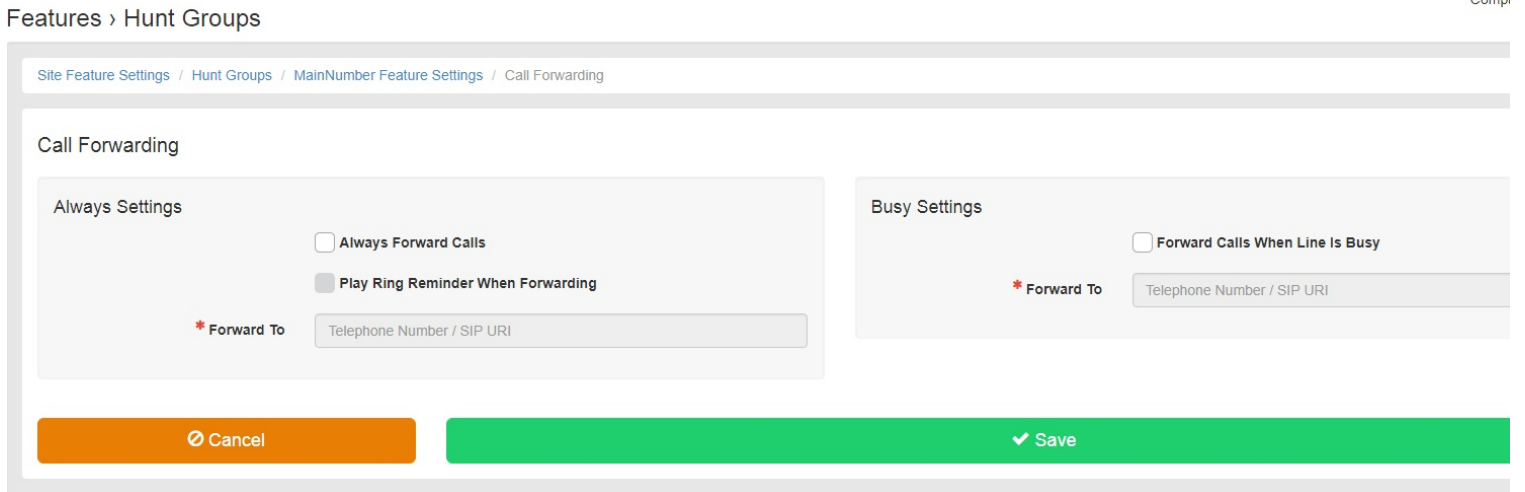 Features › Hunt Groups
Site Feature Settings / Hunt Groups / MainNumber Feature Settings / Call Forwarding
Call Forwarding
Always Settings
Always Forward Calls
Play Ring Reminder When Forwarding
* Forward To Telephone Number / SIP URI
Busy Settings
Forward Calls When Line Is Busy
* Forward To Telephone Number / SIP URI
Cancel
Save